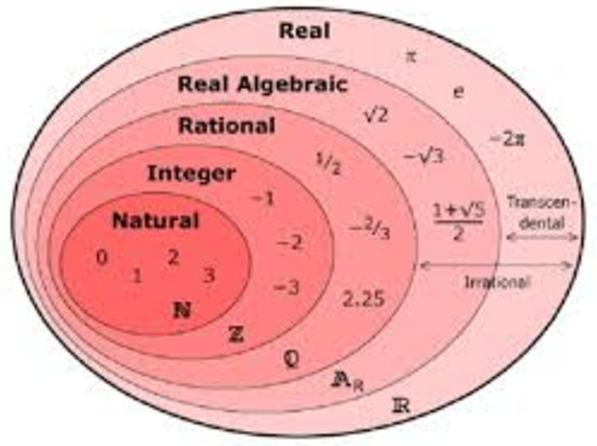 Real
π
Real Algebraic
e
√2
Rational
-2π
1/2
-√3
Integer
-1
Transcen-
dental
1+√5
2
Natural
-2/3
-2
0
2
1
3
Irrational
-3
2.25
ℕ
ℤ
ℚ
𝔸R
ℝ